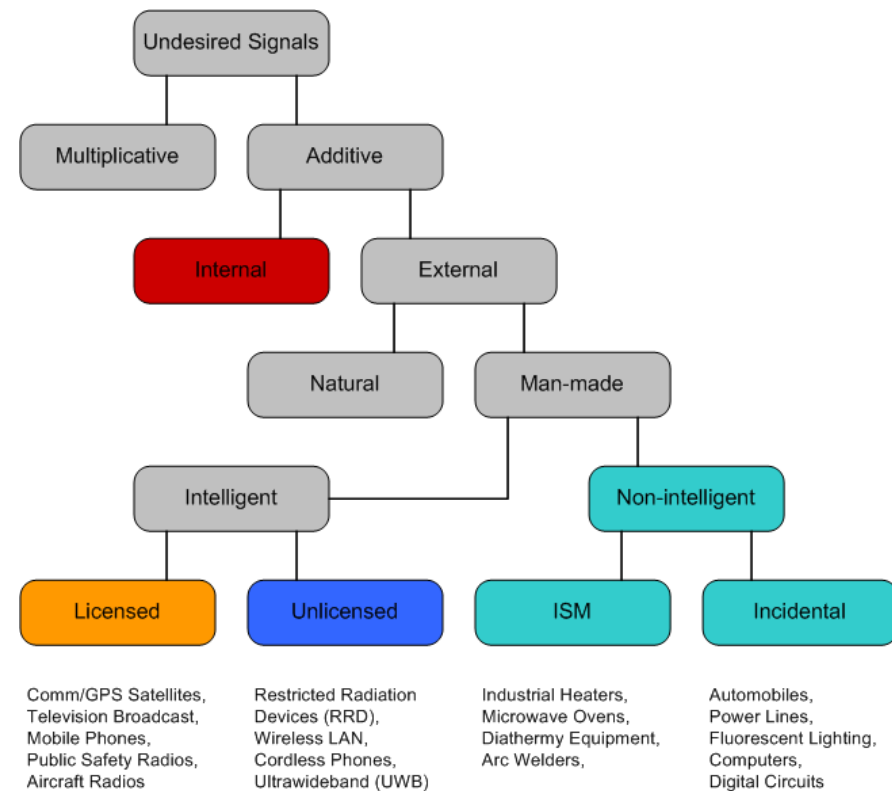 Undesired Signals
Multiplicative
Additive
Internal
External
Natural
Man-made
Intelligent
Non-intelligent
Licensed
Unlicensed
ISM
Incidental
Comm/GPS Satellites,
Television Broadcast,
Mobile Phones,
Public Safety Radios,
Aircraft Radios
Restricted Radiation
Devices (RRD),
Wireless LAN,
Cordless Phones,
Ultrawideband (UWB)
Industrial Heaters,
Microwave Ovens,
Diathermy Equipment,
Arc Welders,
Automobiles,
Power Lines,
Fluorescent Lighting,
Computers,
Digital Circuits